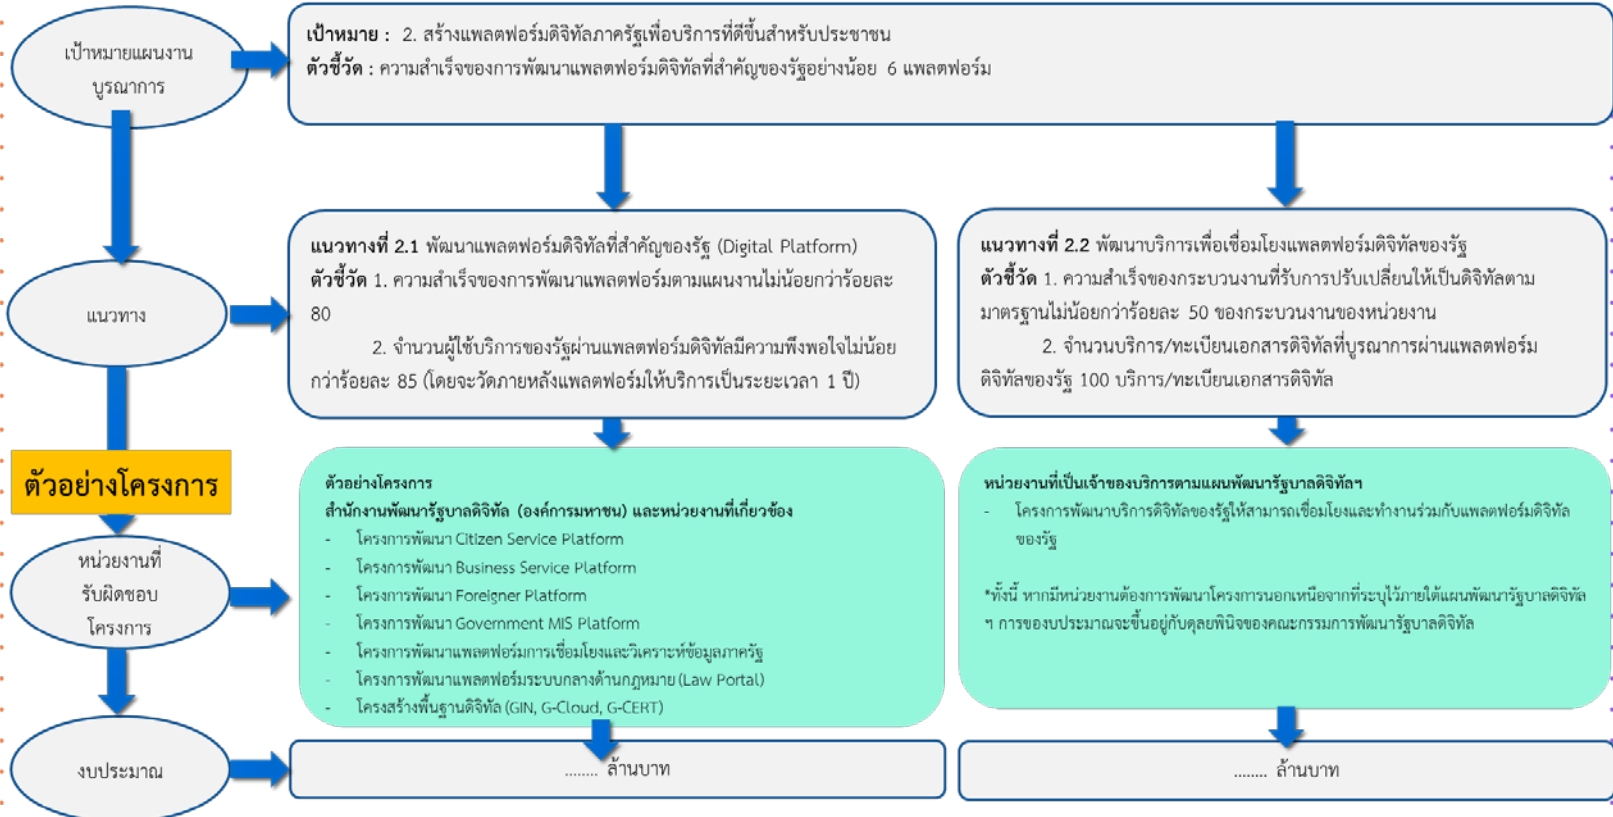 เป้าหมายแผนงาน
บูรณาการ
เป้าหมาย : 2. สร้างแพลตฟอร์มดิจิทัลภาครัฐเพื่อบริการที่ดีขึ้นสำหรับประชาชน
ตัวชี้วัด : ความสำเร็จของการพัฒนาแพลตฟอร์มดิจิทัลที่สำคัญของรัฐอย่างน้อย 6 แพลตฟอร์ม
แนวทาง
แนวทางที่ 2.1 พัฒนาแพลตฟอร์มดิจิทัลที่สำคัญของรัฐ (Digital Platform)
ตัวชี้วัด 1. ความสำเร็จของการพัฒนาแพลตฟอร์มตามแผนงานไม่น้อยกว่าร้อยละ
80
2. จำนวนผู้ใช้บริการของรัฐผ่านแพลตฟอร์มดิจิทัลมีความพึงพอใจไม่น้อย
กว่าร้อยละ 85 (โดยจะวัดภายหลังแพลตฟอร์มให้บริการเป็นระยะเวลา 1 ปี)
แนวทางที่ 2.2 พัฒนาบริการเพื่อเชื่อมโยงแพลตฟอร์มดิจิทัลของรัฐ
ตัวชี้วัด 1. ความสำเร็จของกระบวนงานที่รับการปรับเปลี่ยนให้เป็นดิจิทัลตาม
มาตรฐานไม่น้อยกว่าร้อยละ 50 ของกระบวนงานของหน่วยงาน
2. จำนวนบริการ/ทะเบียนเอกสารดิจิทัลที่บูรณาการผ่านแพลตฟอร์ม
ดิจิทัลของรัฐ 100 บริการ/ทะเบียนเอกสารดิจิทัล
ตัวอย่างโครงการ
หน่วยงานที่
รับผิดชอบ
โครงการ
ตัวอย่างโครงการ
สำนักงานพัฒนารัฐบาลดิจิทัล (องค์การมหาชน) และหน่วยงานที่เกี่ยวข้อง
- โครงการพัฒนา Citizen Service Platform
- โครงการพัฒนา Business Service Platform
- โครงการพัฒนา Foreigner Platform
- โครงการพัฒนา Government MIS Platform
- โครงการพัฒนาแพลตฟอร์มการเชื่อมโยงและวิเคราะห์ข้อมูลภาครัฐ
- โครงการพัฒนาแพลตฟอร์มระบบกลางด้านกฎหมาย (Law Portal)
- โครงสร้างพื้นฐานดิจิทัล (GIN, G-Cloud, G-CERT)
หน่วยงานที่เป็นเจ้าของบริการตามแผนพัฒนารัฐบาลดิจิทัลฯ
- โครงการพัฒนาบริการดิจิทัลของรัฐให้สามารถเชื่อมโยงและทำงานร่วมกับแพลตฟอร์มดิจิทัล
ของรัฐ
*ทั้งนี้ หากมีหน่วยงานต้องการพัฒนาโครงการนอกเหนือจากที่ระบุไว้ภายใต้แผนพัฒนารัฐบาลดิจิทัล
ฯ การของบประมาณจะขึ้นอยู่กับดุลยพินิจของคณะกรรมการพัฒนารัฐบาลดิจิทัล
งบประมาณ
........ ล้านบาท
........ ล้านบาท